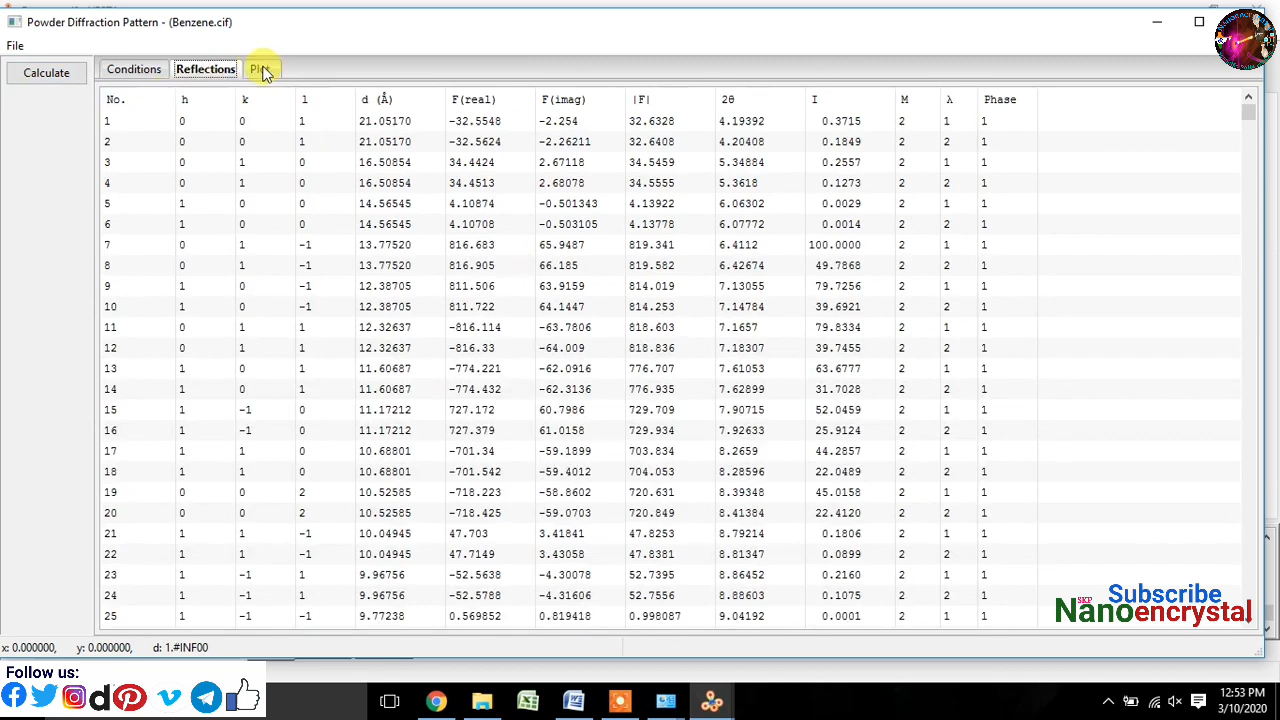 Powder Diffraction Pattern - (Benzene.cif)
File
Calculate
Conditions Reflections
No. h k l d (Å) F(real) F(imag) |F| 2θ I M λ Phase
1 0 0 1 21.05170 -32.5548 -2.254 32.6328 4.19392 0.3715 2 1 1
2 0 0 1 21.05170 -32.5624 -2.26211 32.6408 4.20408 0.1849 2 2 1
3 0 1 0 16.50854 34.4424 2.67118 34.5459 5.34884 0.2557 2 1 1
4 0 1 0 16.50854 34.4513 2.68078 34.5555 5.3618 0.1273 2 2 1
5 1 0 0 14.56545 4.10874 -0.501343 4.13922 6.06302 0.0029 2 1 1
6 1 0 0 14.56545 4.10708 -0.503105 4.13778 6.07772 0.0014 2 2 1
7 0 1 -1 13.77520 816.683 65.9487 819.341 6.4112 100.0000 2 1 1
8 0 1 -1 13.77520 816.905 66.185 819.582 6.42674 49.7868 2 2 1
9 1 0 -1 12.38705 811.506 63.9159 814.019 7.13055 79.7256 2 1 1
10 1 0 -1 12.38705 811.722 64.1447 814.253 7.14784 39.6921 2 2 1
11 0 1 1 12.32637 -816.114 -63.7806 818.603 7.1657 79.8334 2 1 1
12 0 1 1 12.32637 -816.33 -64.009 818.836 7.18307 39.7455 2 2 1
13 1 0 1 11.60687 -774.221 -62.0916 776.707 7.61053 63.6777 2 1 1
14 1 0 1 11.60687 -774.432 -62.3136 776.935 7.62899 31.7028 2 2 1
15 1 -1 0 11.17212 727.172 60.7986 729.709 7.90715 52.0459 2 1 1
16 1 -1 0 11.17212 727.379 61.0158 729.934 7.92633 25.9124 2 2 1
17 1 1 0 10.68801 -701.34 -59.1899 703.834 8.2659 44.2857 2 1 1
18 1 1 0 10.68801 -701.542 -59.4012 704.053 8.28596 22.0489 2 2 1
19 0 0 2 10.52585 -718.223 -58.8602 720.631 8.39348 45.0158 2 1 1
20 0 0 2 10.52585 -718.425 -59.0703 720.849 8.41384 22.4120 2 2 1
21 1 1 -1 10.04945 47.703 3.41841 47.8253 8.79214 0.1806 2 1 1
22 1 1 -1 10.04945 47.7149 3.43058 47.8381 8.81347 0.0899 2 2 1
23 1 -1 1 9.96756 -52.5638 -4.30078 52.7395 8.86452 0.2160 2 1 1
24 1 -1 1 9.96756 -52.5788 -4.31606 52.7556 8.88603 0.1075 2 2 1
25 1 -1 -1 9.77238 0.569852 0.819418 0.998087 9.04192 0.0001 2 1 1
Subscribe
SKP
Nanoencrystal
x: 0.000000, y: 0.000000, d: 1.#INF00
Follow us:
12:53 PM
3/10/2020